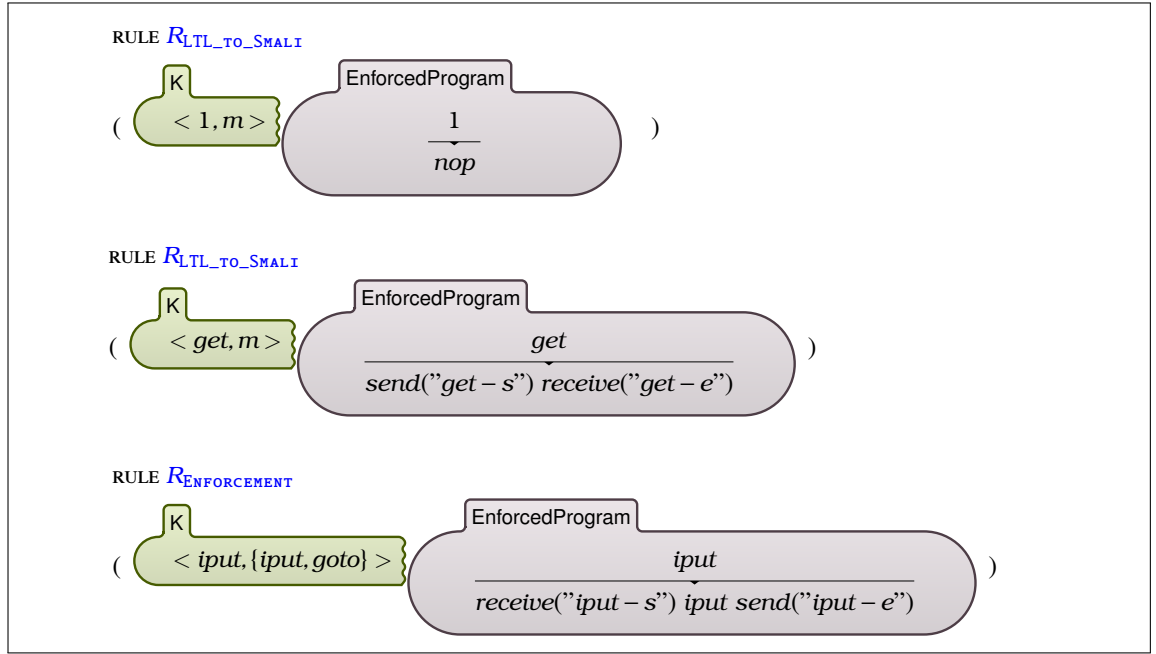 RULE R_LTL_TO_SMALI
K EnforcedProgram
( < 1, m > 1 )
nop
RULE R_LTL_TO_SMALI
K EnforcedProgram
( < get, m > get )
send(”get – s”) receive(”get – e”)
RULE R_ENFORCEMENT
K EnforcedProgram
( < iput, {iput, goto} > iput )
receive(”iput – s”) iput send(”iput – e”)